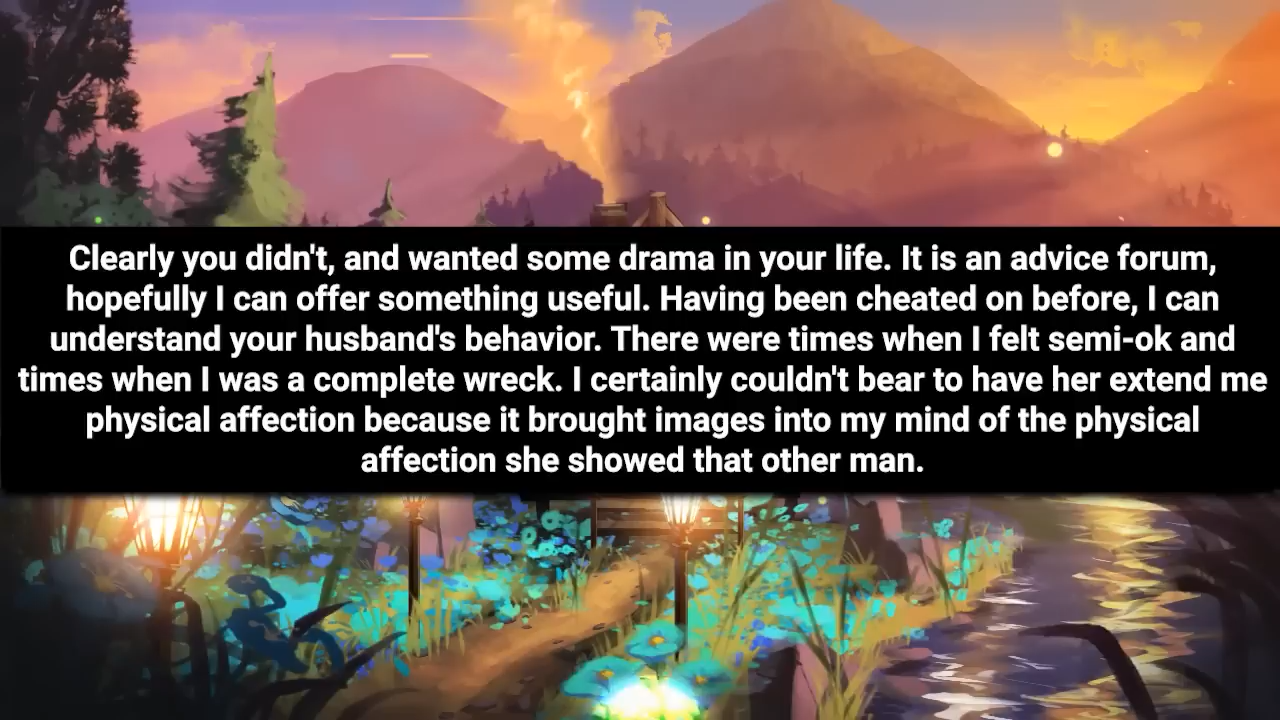 Clearly you didn't, and wanted some drama in your life. It is an advice forum,
hopefully I can offer something useful. Having been cheated on before, I can
understand your husband's behavior. There were times when I felt semi-ok and
times when I was a complete wreck. I certainly couldn't bear to have her extend me
physical affection because it brought images into my mind of the physical
affection she showed that other man.